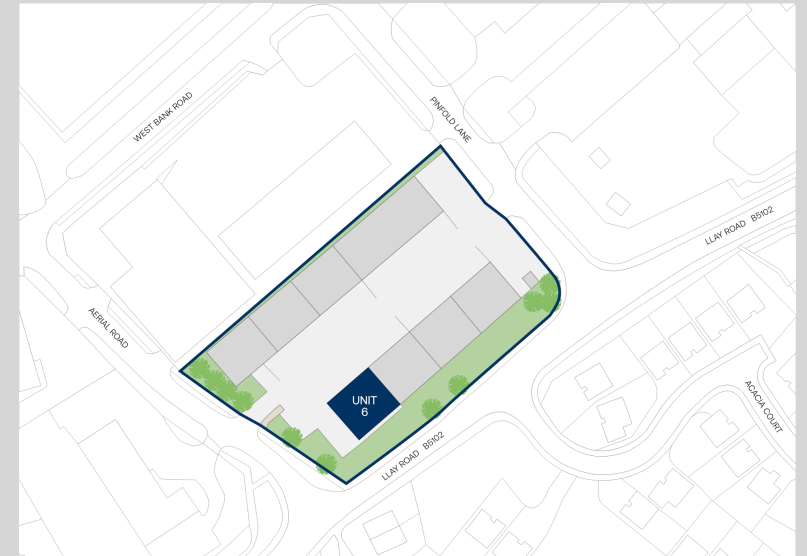 WEST BANK ROAD
PINFOLD LANE
LLAY ROAD B5102
AERIAL ROAD
UNIT
6
ACACIA COURT
LLAY ROAD B5102